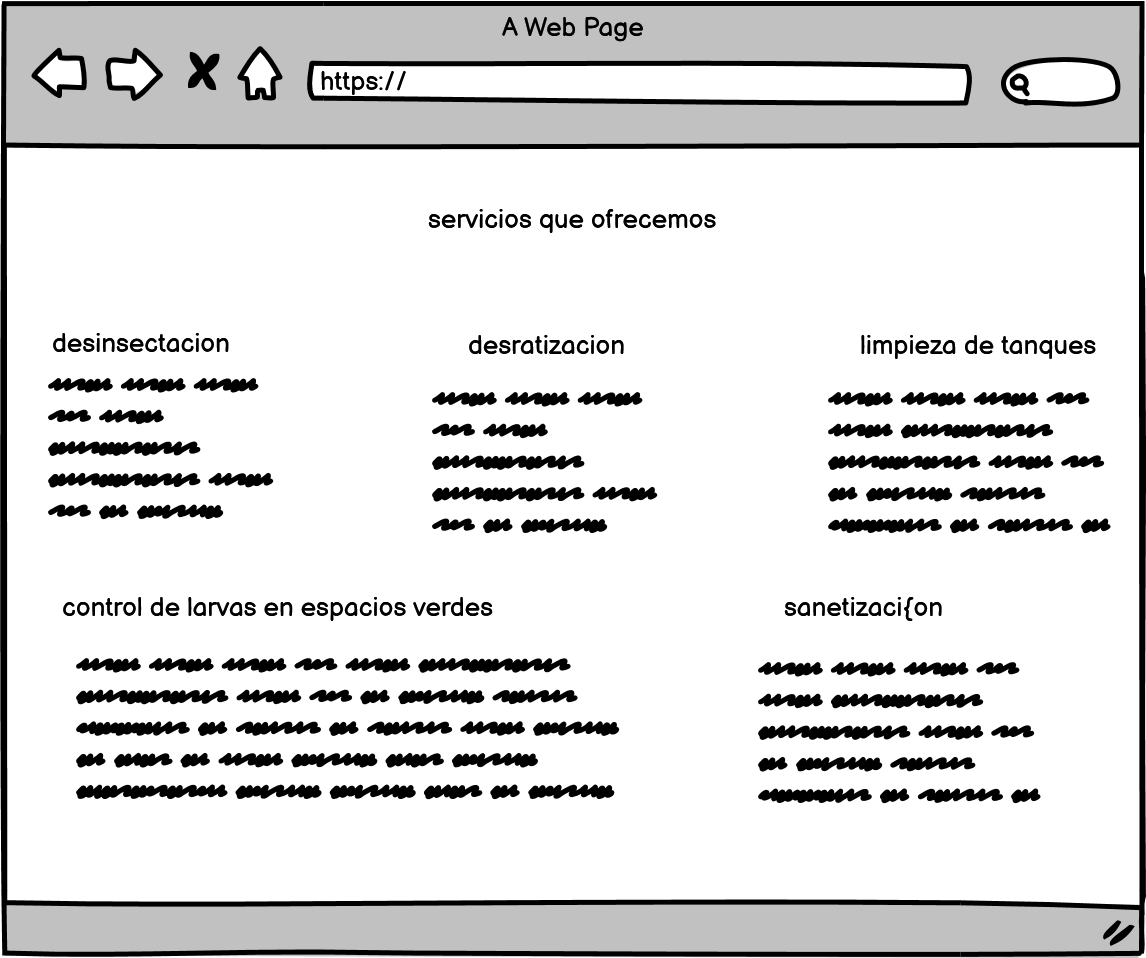 A Web Page
https://
servicios que ofrecemos
desinsectacion
desratizacion
limpieza de tanques
control de larvas en espacios verdes
sanetizaci{on